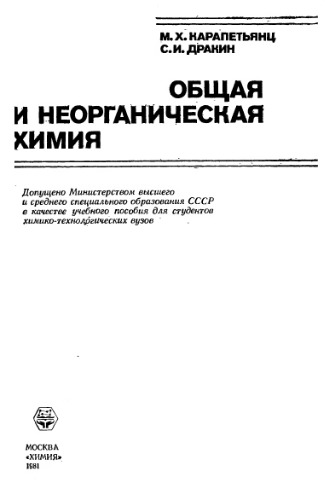 М. Х. КАРАПЕТЬЯНЦ
С. И. ДРАКИН
ОБЩАЯ
И НЕОРГАНИЧЕСКАЯ
ХИМИЯ
Допущено Министерством высшего
и среднего специального образования СССР
в качестве учебного пособия для студентов
химико-технологических вузов
МОСКВА
«ХИМИЯ»
1981